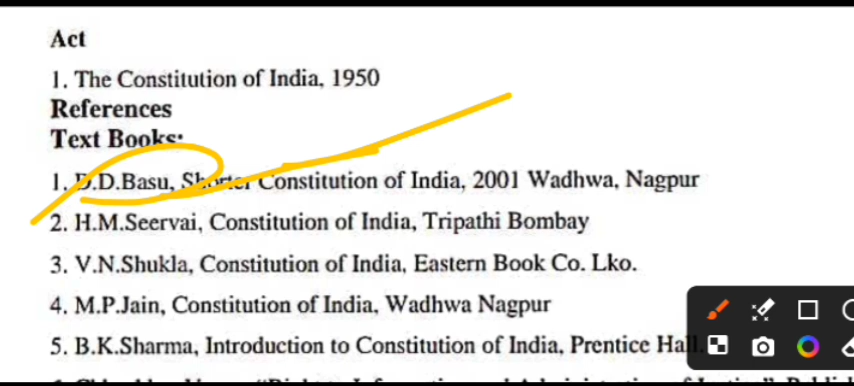 Act
1. The Constitution of India, 1950
References
Text Books:
1. D.D.Basu, Shorter Constitution of India, 2001 Wadhwa, Nagpur
2. H.M.Seervai, Constitution of India, Tripathi Bombay
3. V.N.Shukla, Constitution of India, Eastern Book Co. Lko.
4. M.P.Jain, Constitution of India, Wadhwa Nagpur
5. B.K.Sharma, Introduction to Constitution of India, Prentice Hall